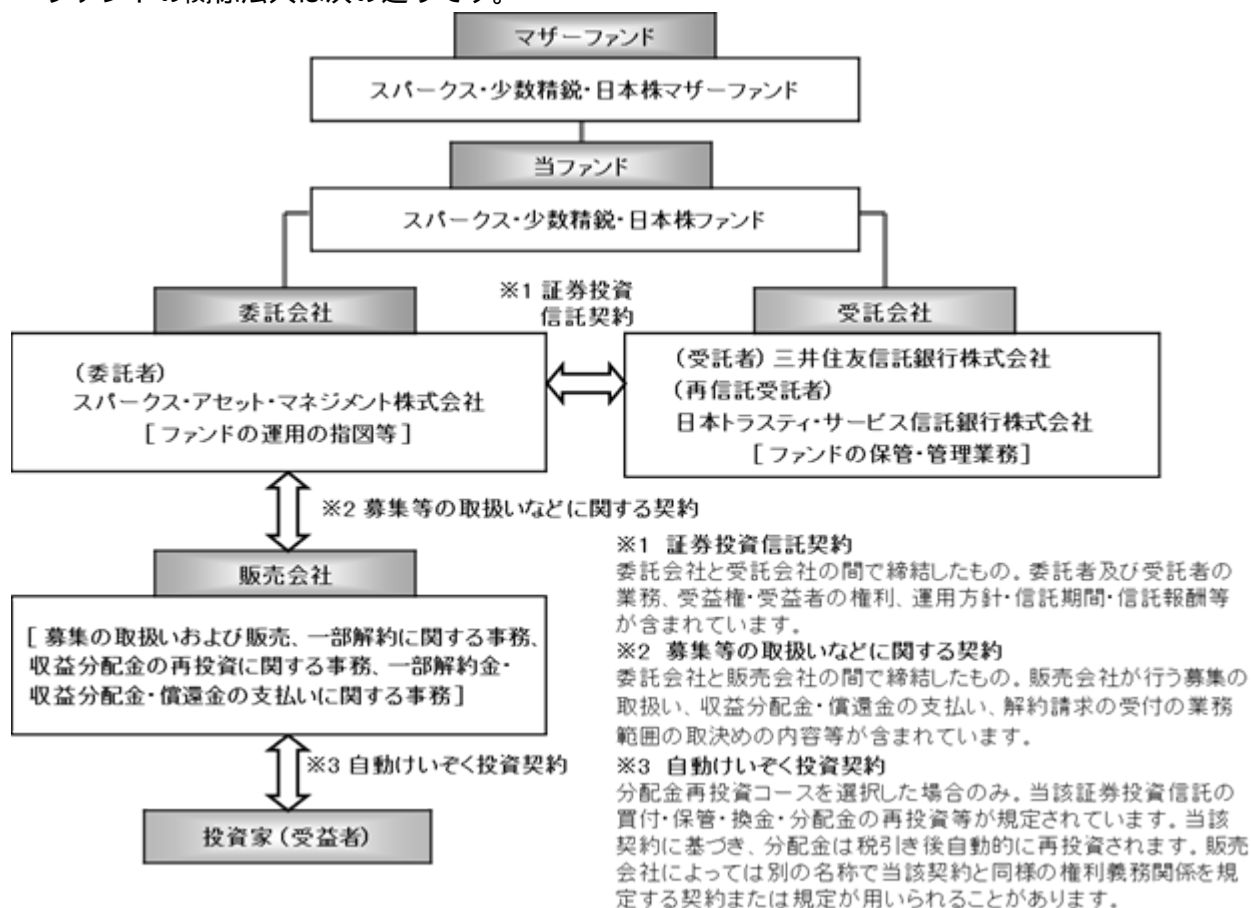 ファンドの関係法人は次の通りです。
マザーファンド
スパークス・少数精鋭・日本株マザーファンド
当ファンド
スパークス・少数精鋭・日本株ファンド
※1 証券投資
信託契約
委託会社
(委託者)
スパークス・アセット・マネジメント株式会社
[ファンドの運用の指図等]
受託会社
(受託者) 三井住友信託銀行株式会社
(再信託受託者)
日本トラスティ・サービス信託銀行株式会社
[ファンドの保管・管理業務]
※2 募集等の取扱いなどに関する契約
販売会社
[ 募集の取扱いおよび販売、一部解約に関する事務、
収益分配金の再投資に関する事務、一部解約金・
収益分配金・償還金の支払いに関する事務]
※3 自動けいぞく投資契約
投資家(受益者)
※1 証券投資信託契約
委託会社と受託会社の間で締結したもの。委託者及び受託者の
業務、受益権・受益者の権利、運用方針・信託期間・信託報酬等
が含まれています。
※2 募集等の取扱いなどに関する契約
委託会社と販売会社の間で締結したもの。販売会社が行う募集の
取扱い、収益分配金・償還金の支払い、解約請求の受付の業務
範囲の取決めの内容等が含まれています。
※3 自動けいぞく投資契約
分配金再投資コースを選択した場合のみ。当該証券投資信託の
買付・保管・換金・分配金の再投資等が規定されています。当該
契約に基づき、分配金は税引き後自動的に再投資されます。販売
会社によっては別の名称で当該契約と同様の権利義務関係を規
定する契約または規定が用いられることがあります。